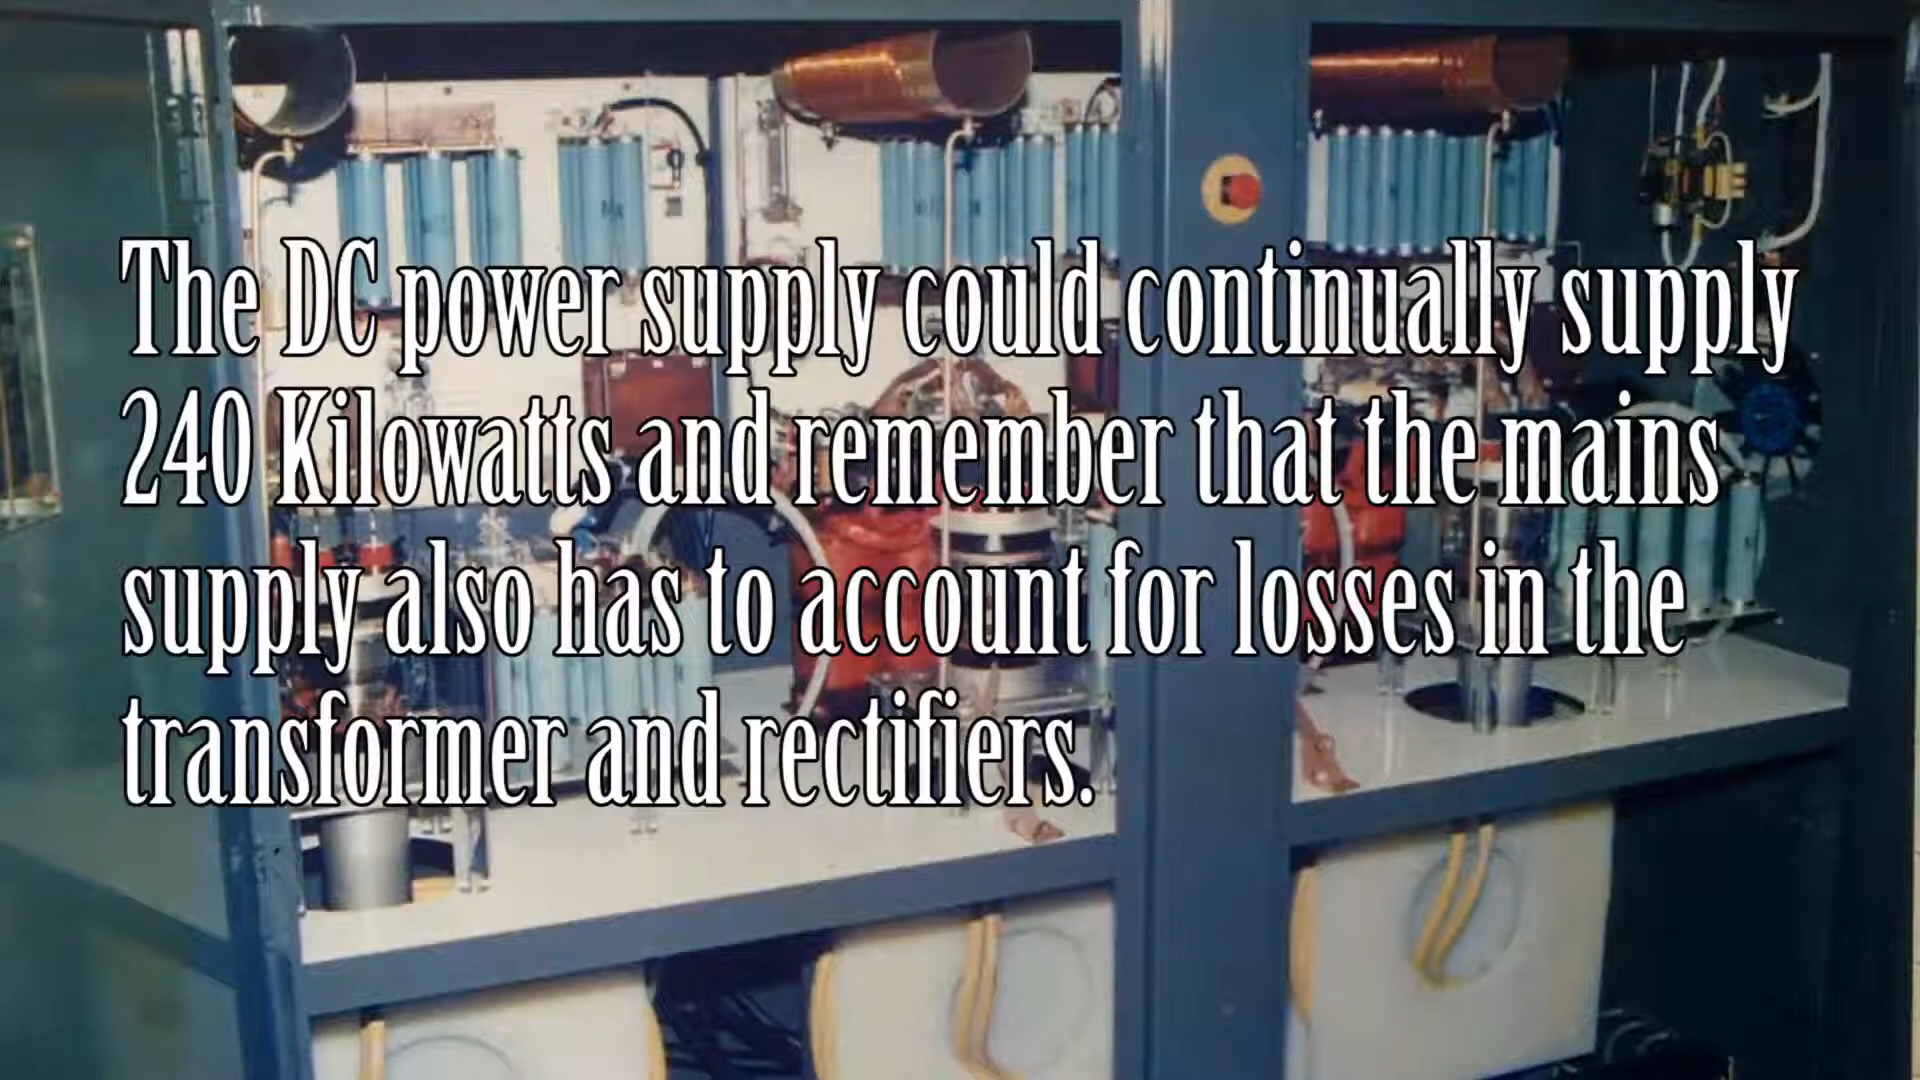 The DC power supply could continually supply
240 Kilowatts and remember that the mains
supply also has to account for losses in the
transformer and rectifiers.